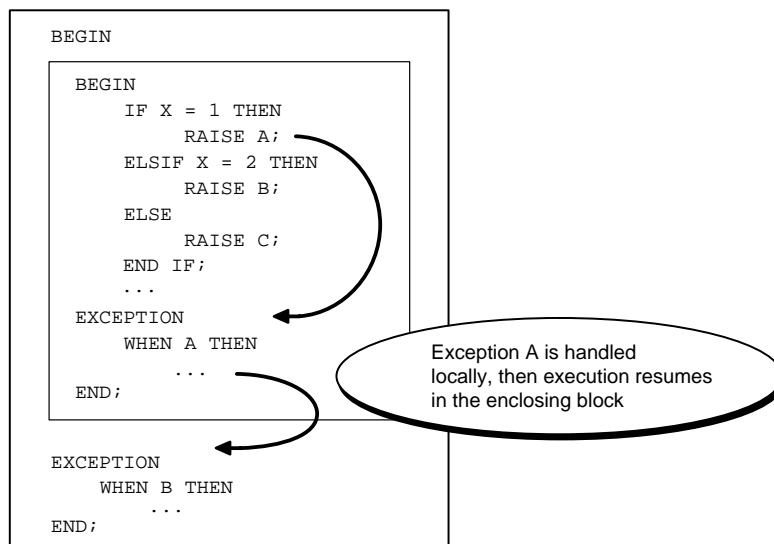 BEGIN
BEGIN
IF X = 1 THEN
RAISE A;
ELSIF X = 2 THEN
RAISE B;
ELSE
RAISE C;
END IF;
...
EXCEPTION
WHEN A THEN
...
END;
Exception A is handled
locally, then execution resumes
in the enclosing block
EXCEPTION
WHEN B THEN
...
END;